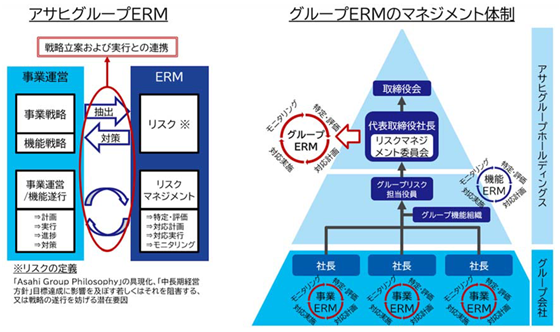 アサヒグループERM
戦略立案および実行との連携
事業運営
ERM
事業戦略
機能戦略
抽出
対策
リスク ※
事業運営
/機能遂行
⇒計画
⇒実行
⇒進捗
⇒対策
リスク
マネジメント
⇒特定・評価
⇒対応計画
⇒対応実行
⇒モニタリング
※リスクの定義
「Asahi Group Philosophy」の具現化、「中長期経営
方針」目標達成に影響を及ぼす若しくはそれを阻害する、
又は戦略の遂行を妨げる潜在要因
グループERMのマネジメント体制
取締役会
代表取締役社長
リスクマネジ
メント委員会
モニタリング
特定・評価
グループ
ERM
対応実施
対応計画
グループリスク
担当役員
グループ機能組織
モニタリング
特定・評価
機能
ERM
対応実施
対応計画
社長
社長
社長
モニタリング
特定・評価
事業
ERM
対応実施
対応計画
モニタリング
特定・評価
事業
ERM
対応実施
対応計画
モニタリング
特定・評価
事業
ERM
対応実施
対応計画
アサヒグループホールディングス
グループ会社